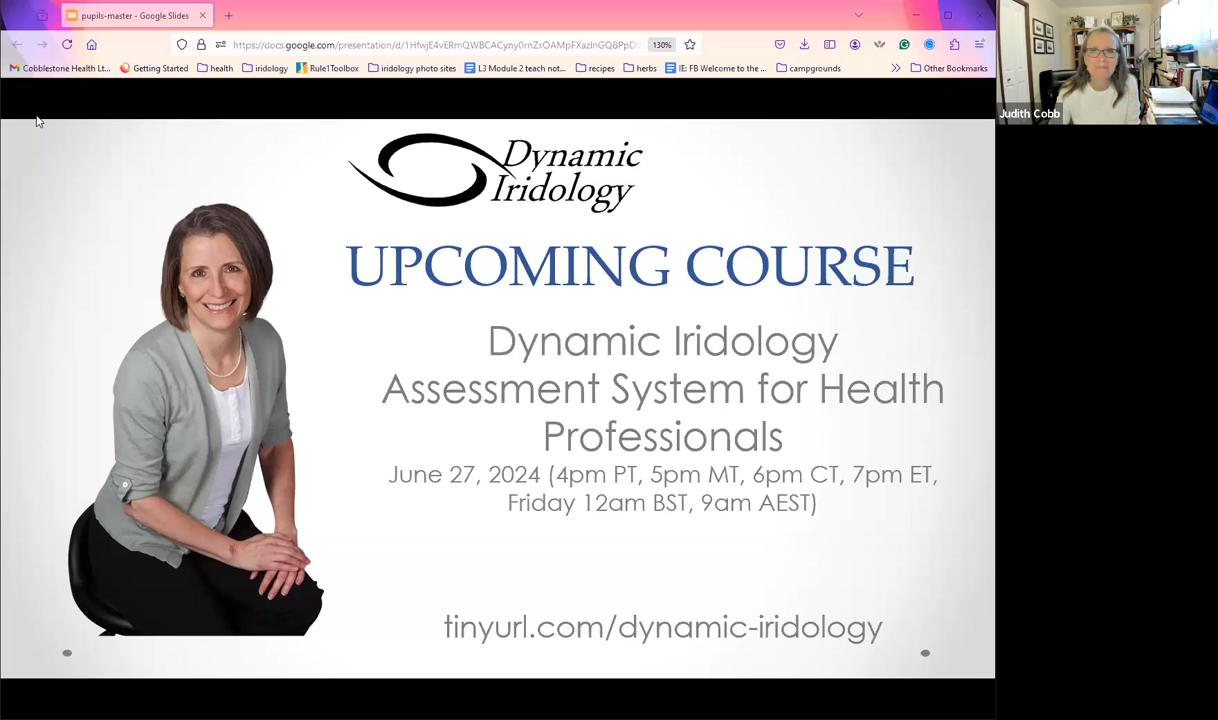 pupils-master - Google Slides
https://docs.google.com/presentation/d/
130%
Cobblestone Health Lt...
Getting Started
health
iridology
Rule1Toolbox
iridology photo sites
L3 Module 2 teach not...
recipes
herbs
IE: FB Welcome to the ...
campgrounds
Other Bookmarks
Judith Cobb
Dynamic
Iridology
UPCOMING COURSE
Dynamic Iridology
Assessment System for Health
Professionals
June 27, 2024 (4pm PT, 5pm MT, 6pm CT, 7pm ET,
Friday 12am BST, 9am AEST)
tinyurl.com/dynamic-iridology